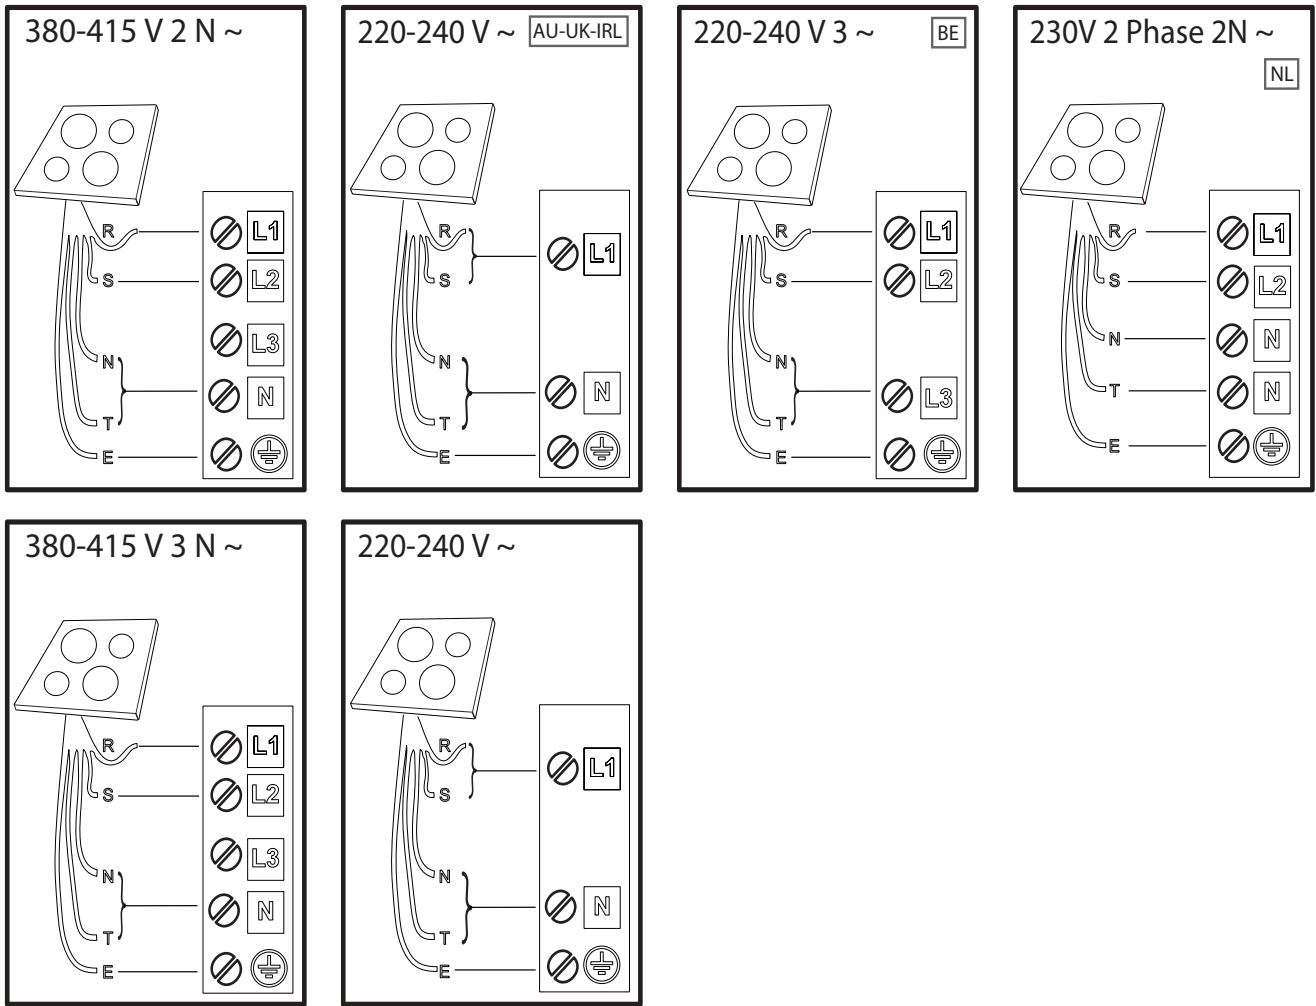 380-415 V 2 N ~
R L1
S L2
L3
N
N
T
E
220-240 V ~ AU-UK-IRL
R
L1
S
N
N
T
E
220-240 V 3 ~ BE
R L1
S L2
N
L3
T
E
230V 2 Phase 2N ~
NL
R L1
S L2
N N
T N
E
380-415 V 3 N ~
R L1
S L2
L3
N
N
T
E
220-240 V ~
R
L1
S
N
N
T
E